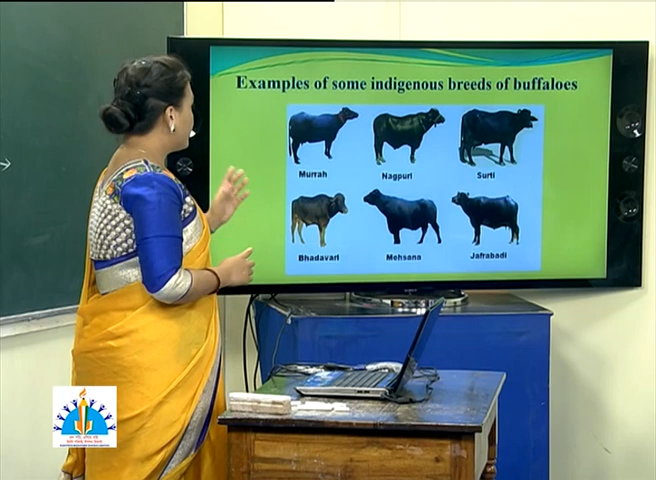 Examples of some indigenous breeds of buffaloes
Murrah Nagpuri Surti
Bhadavari Mehsana Jafrabadi